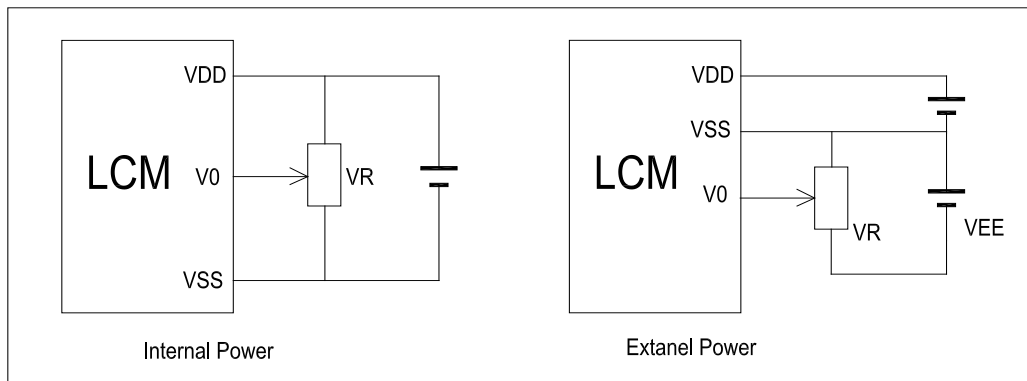 VDD
LCM
V0
VR
VSS
Internal Power
VDD
VSS
LCM
V0
VR
VEE
Extanel Power